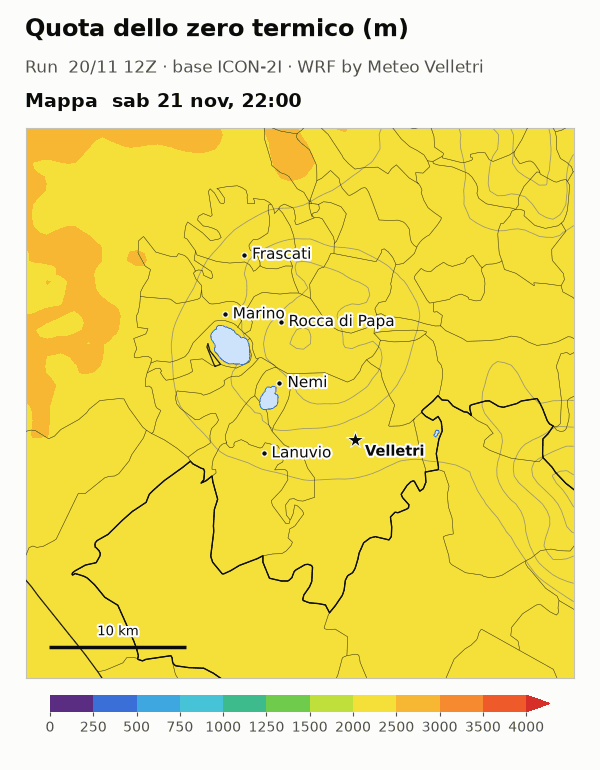 Quota dello zero termico (m)
Run 20/11 12Z · base ICON-2I · WRF by Meteo Velletri
Mappa sab 21 nov, 22:00
Frascati
Marino
Rocca di Papa
Nemi
Velletri
Lanuvio
10 km
0 250 500 750 1000 1250 1500 2000 2500 3000 3500 4000